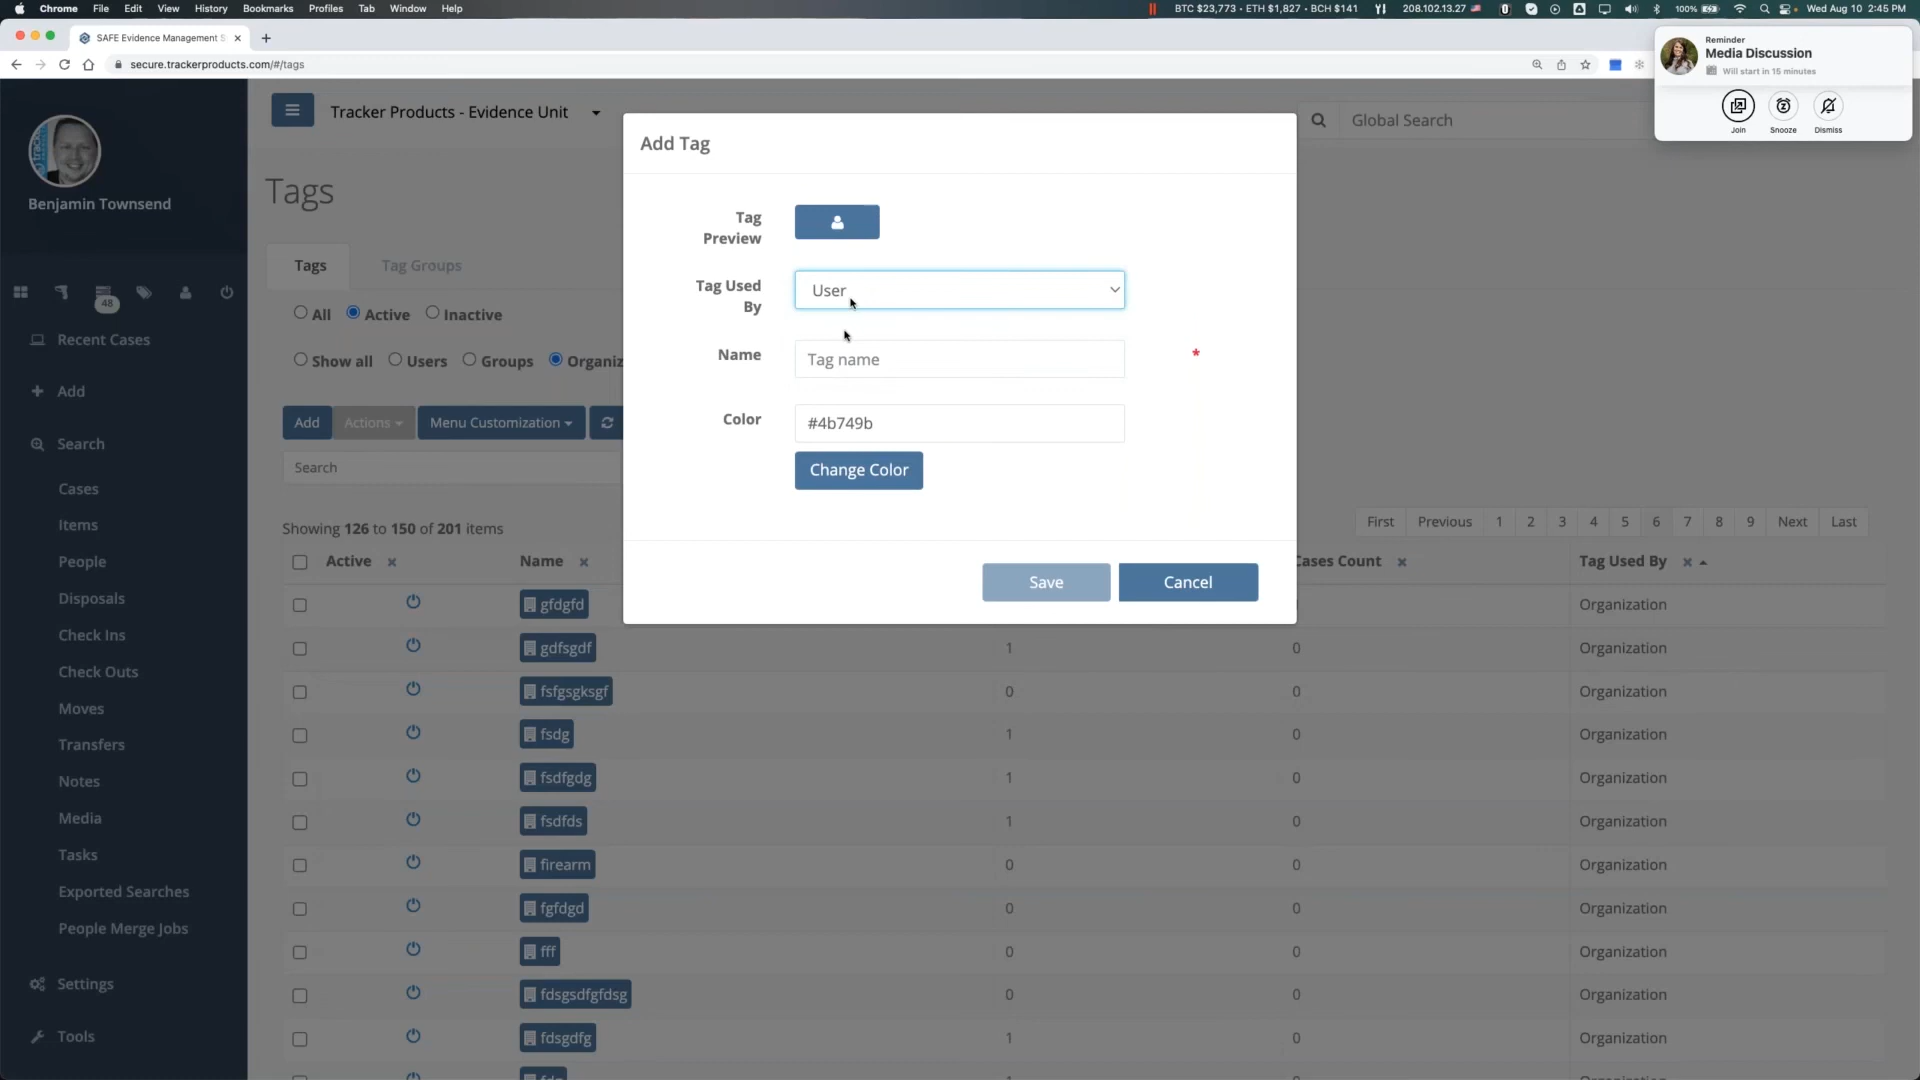 Chrome File Edit View History Bookmarks Profiles Tab Window Help
BTC $23,773 • ETH $1,827 • BCH $141
208.102.13.27
100%
Wed Aug 10 2:45 PM
SAFE Evidence Management S
secure.trackerproducts.com/#/tags
Reminder
Media Discussion
Will start in 15 minutes
Join Snooze Dismiss
Benjamin Townsend
48
Recent Cases
Add
Search
Cases
Items
People
Disposals
Check Ins
Check Outs
Moves
Transfers
Notes
Media
Tasks
Exported Searches
People Merge Jobs
Settings
Tools
Tracker Products - Evidence Unit
Global Search
Tags
Tags Tag Groups
All Active Inactive
Show all Users Groups Organiz
Add Actions Menu Customization
Search
Showing 126 to 150 of 201 items
First Previous 1 2 3 4 5 6 7 8 9 Next Last
Active Name Cases Count Tag Used By
gfdgfd Organization
gdfsgdf 1 0 Organization
fsfgsgksgf 0 0 Organization
fsdg 1 0 Organization
fsdfgdg 1 0 Organization
fsdfds 1 0 Organization
firearm 0 0 Organization
fgfdgd 0 0 Organization
fff 0 0 Organization
fdsgsdfgfdsg 0 0 Organization
fdsgdfg 1 0 Organization
Add Tag
Tag
Preview
Tag Used
By
User
Name
Tag name
*
Color
#4b749b
Change Color
Save Cancel